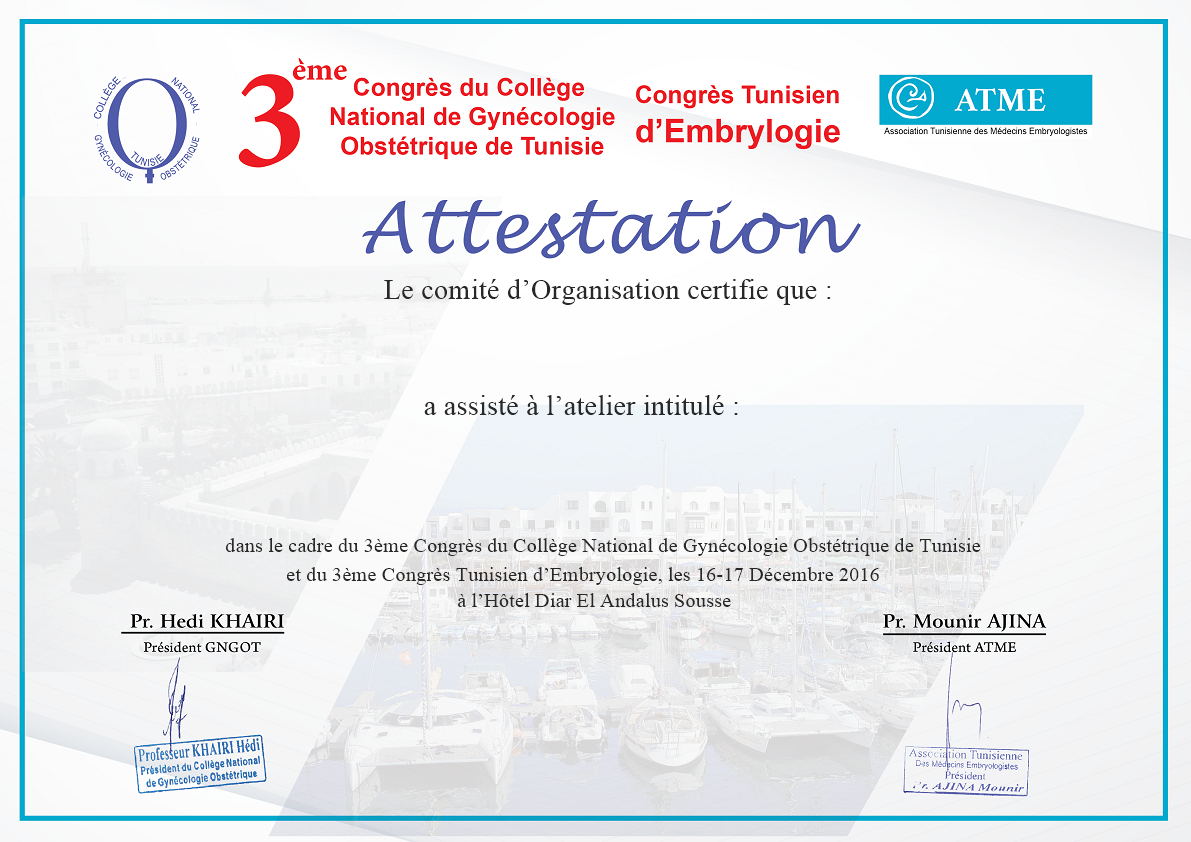 COLLÈGE NATIONAL
GYNÉCOLOGIE OBSTÉTRIQUE
TUNISIE
3ème
Congrès du Collège
National de Gynécologie
Obstétrique de Tunisie
Congrès Tunisien
d’Embrylogie
ATME
Association Tunisienne des Médecins Embryologistes
Attestation
Le comité d’Organisation certifie que :
a assisté à l’atelier intitulé :
dans le cadre du 3ème Congrès du Collège National de Gynécologie Obstétrique de Tunisie
et du 3ème Congrès Tunisien d’Embryologie, les 16-17 Décembre 2016
à l’Hôtel Diar El Andalus Sousse
Pr. Hedi KHAIRI
Président GNGOT
Professeur KHAIRI Hédi
Président du Collège National
de Gynécologie Obstétrique
Pr. Mounir AJINA
Président ATME
Association Tunisienne
Des Médecins Embryologistes
Président
Pr. AJINA Mounir